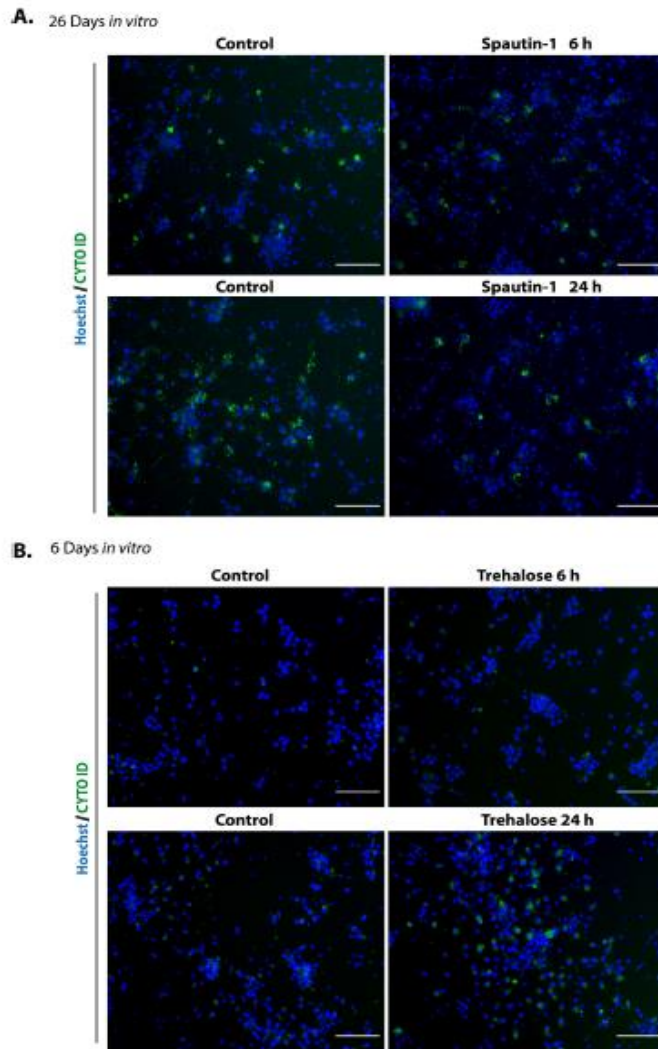 A. 26 Days in vitro
Control
Spautin-1 6 h
Hoechst / CYTO ID
Control
Spautin-1 24 h
B. 6 Days in vitro
Control
Trehalose 6 h
Hoechst / CYTO ID
Control
Trehalose 24 h